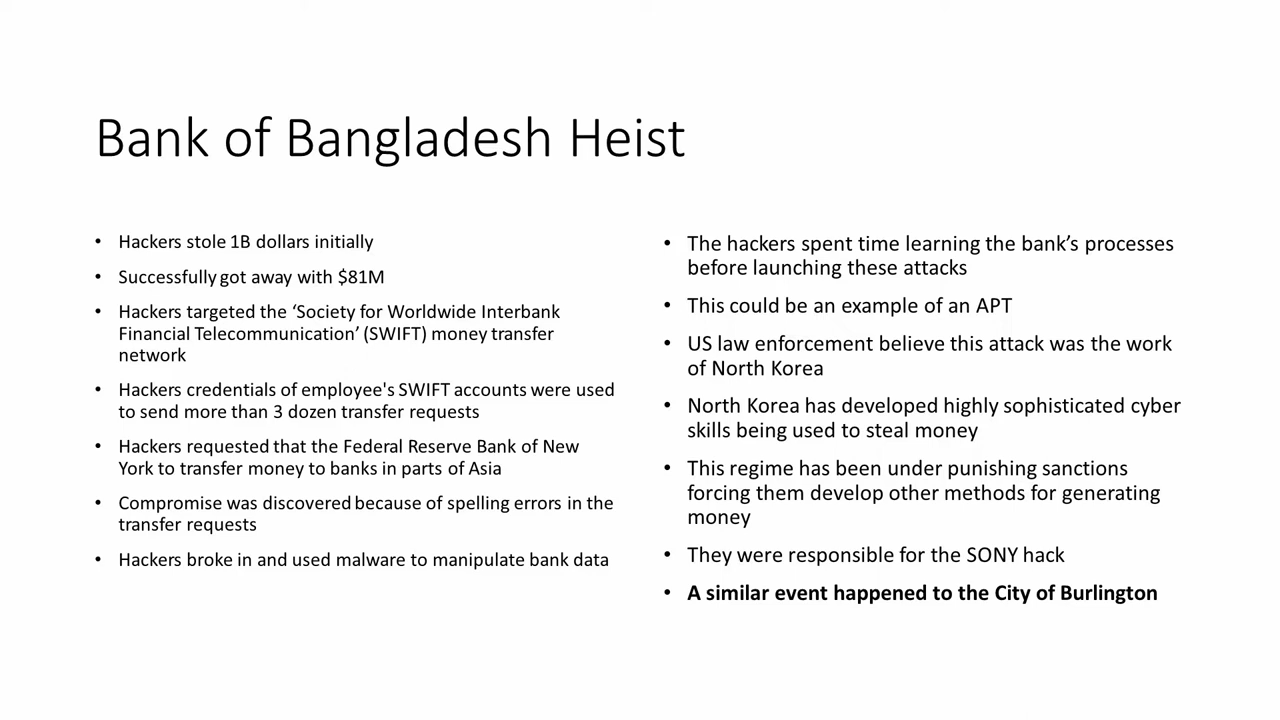 Bank of Bangladesh Heist
• Hackers stole 1B dollars initially
• Successfully got away with $81M
• Hackers targeted the ‘Society for Worldwide Interbank
Financial Telecommunication’ (SWIFT) money transfer
network
• Hackers credentials of employee's SWIFT accounts were used
to send more than 3 dozen transfer requests
• Hackers requested that the Federal Reserve Bank of New
York to transfer money to banks in parts of Asia
• Compromise was discovered because of spelling errors in the
transfer requests
• Hackers broke in and used malware to manipulate bank data
• The hackers spent time learning the bank’s processes
before launching these attacks
• This could be an example of an APT
• US law enforcement believe this attack was the work
of North Korea
• North Korea has developed highly sophisticated cyber
skills being used to steal money
• This regime has been under punishing sanctions
forcing them develop other methods for generating
money
• They were responsible for the SONY hack
• A similar event happened to the City of Burlington